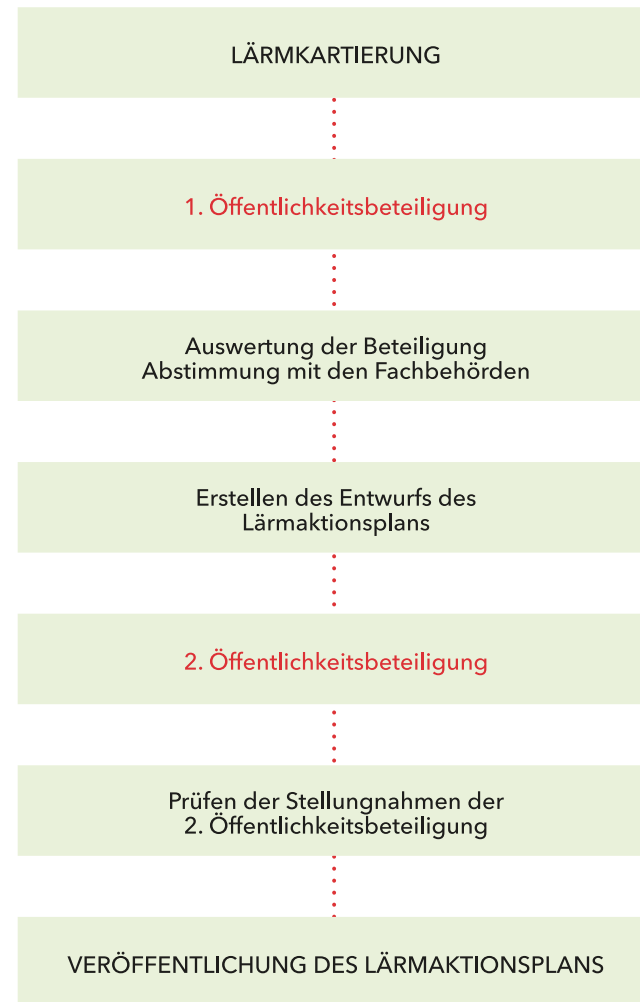 LÄRMKARTIERUNG
1. Öffentlichkeitsbeteiligung
Auswertung der Beteiligung
Abstimmung mit den Fachbehörden
Erstellen des Entwurfs des
Lärmaktionsplans
2. Öffentlichkeitsbeteiligung
Prüfen der Stellungnahmen der
2. Öffentlichkeitsbeteiligung
VERÖFFENTLICHUNG DES LÄRMAKTIONSPLANS